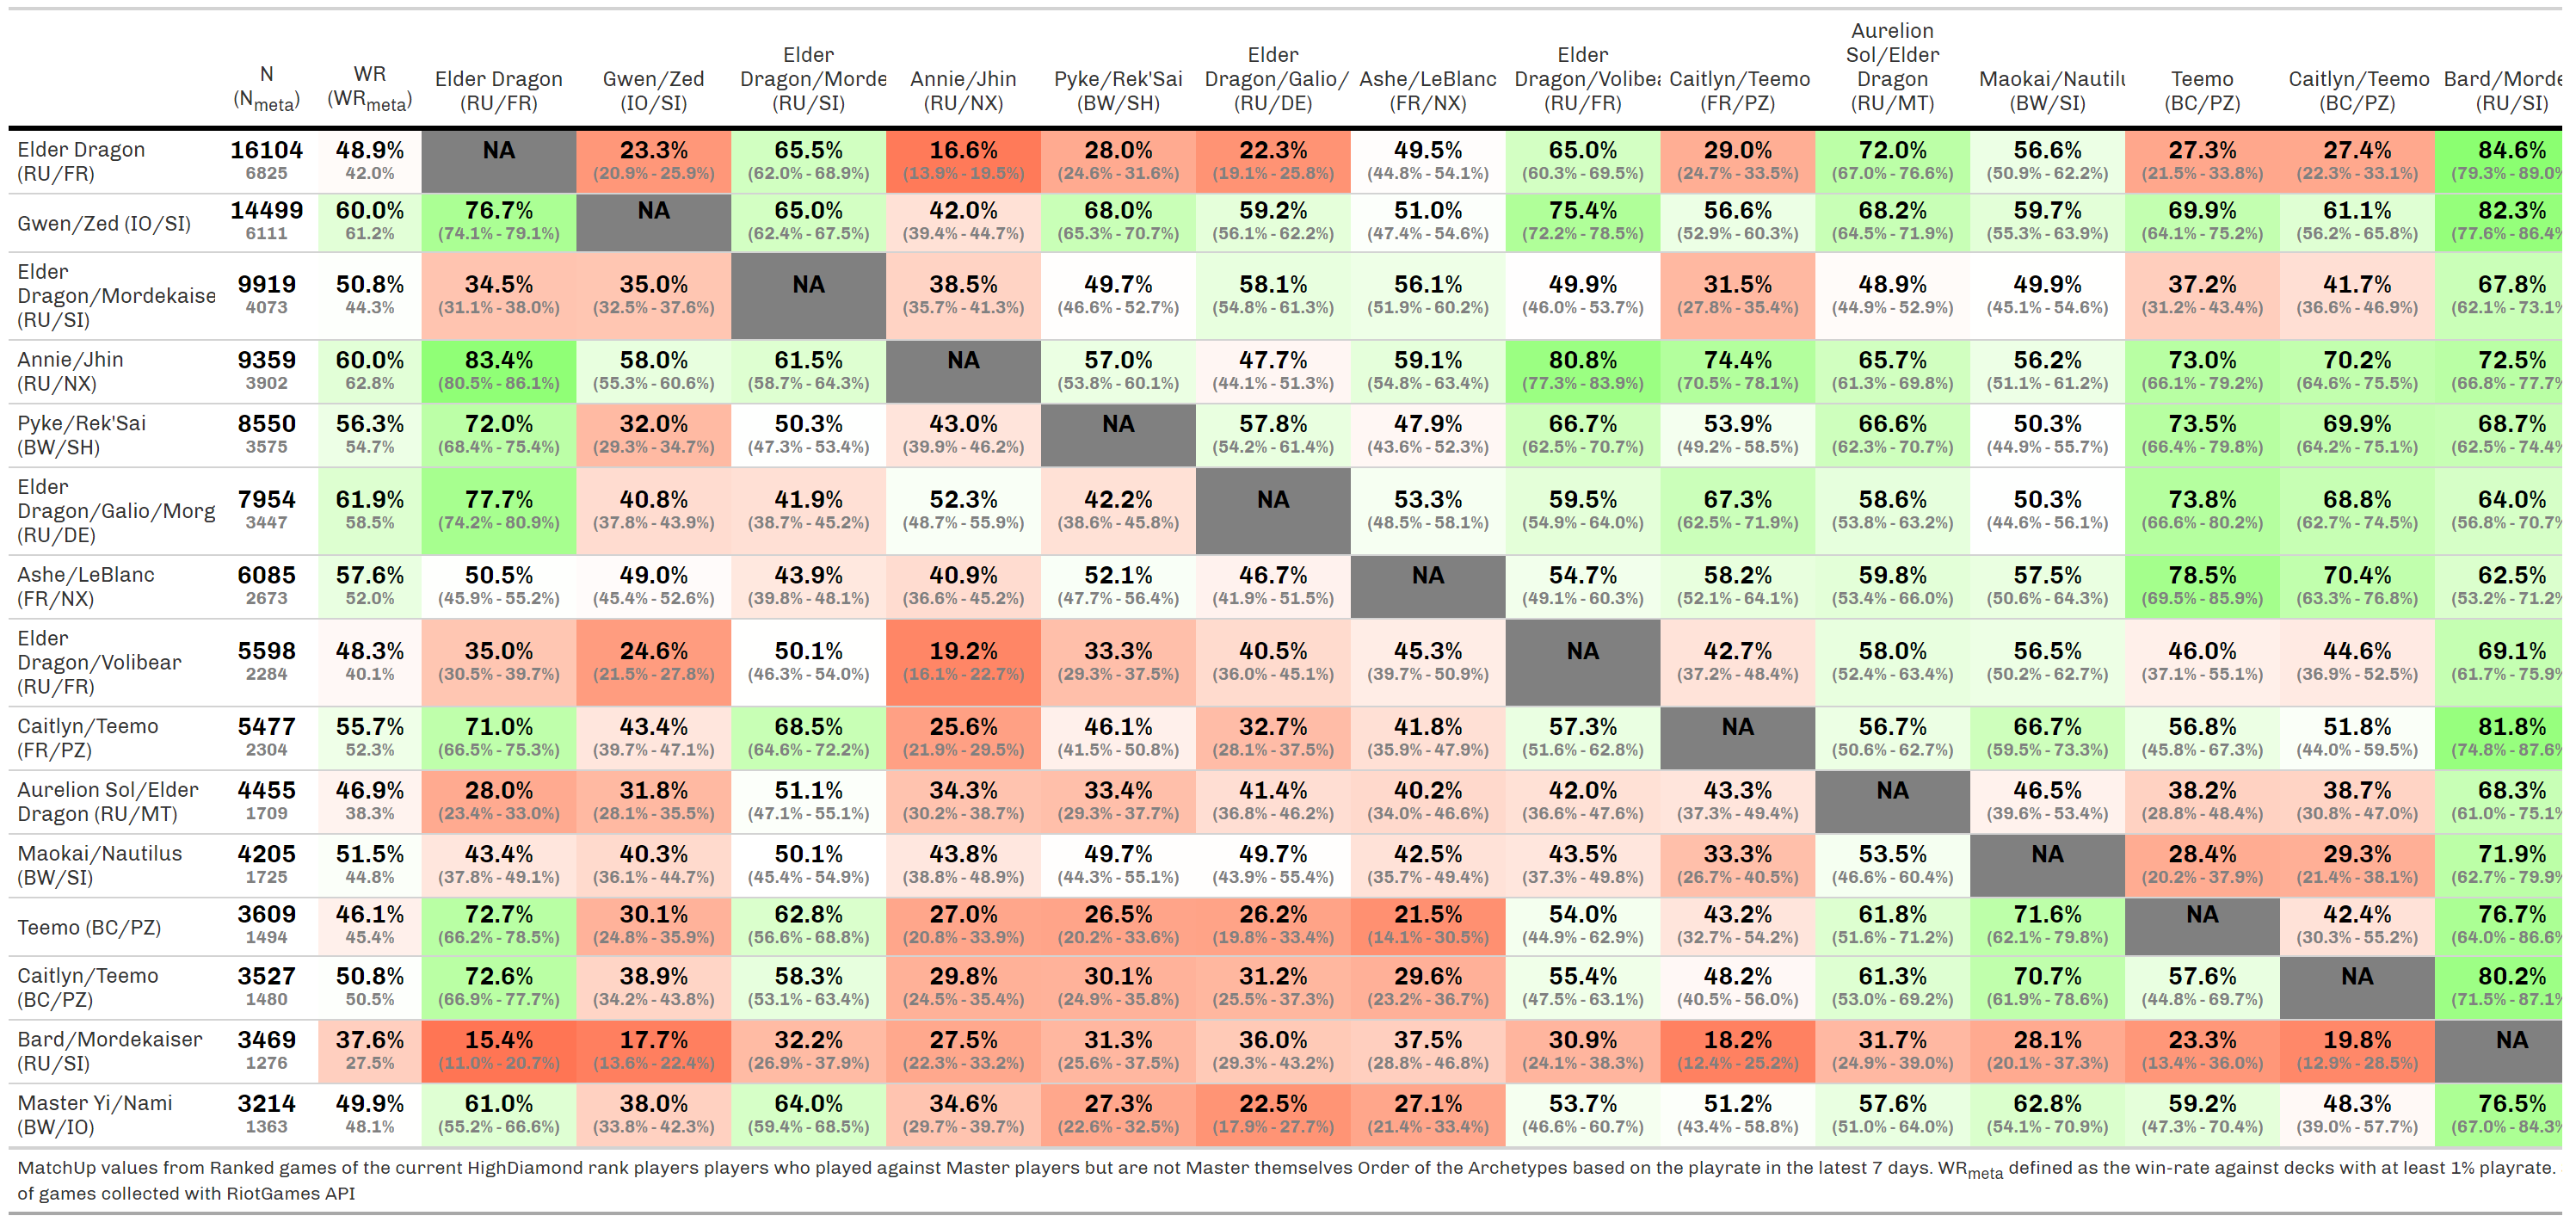 N (Nmeta) WR (WRmeta) Elder Dragon (RU/FR) Gwen/Zed (IO/SI) Elder Dragon/Morde (RU/SI) Annie/Jhin (RU/NX) Pyke/Rek'Sai (BW/SH) Elder Dragon/Galio/ (RU/DE) Ashe/LeBlanc (FR/NX) Elder Dragon/Volibea (RU/FR) Caitlyn/Teemo (FR/PZ) Aurelion Sol/Elder Dragon (RU/MT) Maokai/Nautilu (BW/SI) Teemo (BC/PZ) Caitlyn/Teemo (BC/PZ) Bard/Morde (RU/SI)
Elder Dragon (RU/FR) 16104 48.9% NA 23.3% 65.5% 16.6% 28.0% 22.3% 49.5% 65.0% 29.0% 72.0% 56.6% 27.3% 27.4% 84.6%
6825 42.0% (20.9% - 25.9%) (62.0% - 68.9%) (13.9% - 19.5%) (24.6% - 31.6%) (19.1% - 25.8%) (44.8% - 54.1%) (60.3% - 69.5%) (24.7% - 33.5%) (67.0% - 76.6%) (50.9% - 62.2%) (21.5% - 33.8%) (22.3% - 33.1%) (79.3% - 89.0%
Gwen/Zed (IO/SI) 14499 60.0% 76.7% NA 65.0% 42.0% 68.0% 59.2% 51.0% 75.4% 56.6% 68.2% 59.7% 69.9% 61.1% 82.3%
6111 61.2% (74.1% - 79.1%) (62.4% - 67.5%) (39.4% - 44.7%) (65.3% - 70.7%) (56.1% - 62.2%) (47.4% - 54.6%) (72.2% - 78.5%) (52.9% - 60.3%) (64.5% - 71.9%) (55.3% - 63.9%) (64.1% - 75.2%) (56.2% - 65.8%) (77.6% - 86.4%
Elder Dragon/Mordekaise (RU/SI) 9919 50.8% 34.5% 35.0% NA 38.5% 49.7% 58.1% 56.1% 49.9% 31.5% 48.9% 49.9% 37.2% 41.7% 67.8%
4073 44.3% (31.1% - 38.0%) (32.5% - 37.6%) (35.7% - 41.3%) (46.6% - 52.7%) (54.8% - 61.3%) (51.9% - 60.2%) (46.0% - 53.7%) (27.8% - 35.4%) (44.9% - 52.9%) (45.1% - 54.6%) (31.2% - 43.4%) (36.6% - 46.9%) (62.1% - 73.1%
Annie/Jhin (RU/NX) 9359 60.0% 83.4% 58.0% 61.5% NA 57.0% 47.7% 59.1% 80.8% 74.4% 65.7% 56.2% 73.0% 70.2% 72.5%
3902 62.8% (80.5% - 86.1%) (55.3% - 60.6%) (58.7% - 64.3%) (53.8% - 60.1%) (44.1% - 51.3%) (54.8% - 63.4%) (77.3% - 83.9%) (70.5% - 78.1%) (61.3% - 69.8%) (51.1% - 61.2%) (66.1% - 79.2%) (64.6% - 75.5%) (66.8% - 77.7%
Pyke/Rek'Sai (BW/SH) 8550 56.3% 72.0% 32.0% 50.3% 43.0% NA 57.8% 47.9% 66.7% 53.9% 66.6% 50.3% 73.5% 69.9% 68.7%
3575 54.7% (68.4% - 75.4%) (29.3% - 34.7%) (47.3% - 53.4%) (39.9% - 46.2%) (54.2% - 61.4%) (43.6% - 52.3%) (62.5% - 70.7%) (49.2% - 58.5%) (62.3% - 70.7%) (44.9% - 55.7%) (66.4% - 79.8%) (64.2% - 75.1%) (62.5% - 74.4%
Elder Dragon/Galio/Morg (RU/DE) 7954 61.9% 77.7% 40.8% 41.9% 52.3% 42.2% NA 53.3% 59.5% 67.3% 58.6% 50.3% 73.8% 68.8% 64.0%
3447 58.5% (74.2% - 80.9%) (37.8% - 43.9%) (38.7% - 45.2%) (48.7% - 55.9%) (38.6% - 45.8%) (48.5% - 58.1%) (54.9% - 64.0%) (62.5% - 71.9%) (53.8% - 63.2%) (44.6% - 56.1%) (66.6% - 80.2%) (62.7% - 74.5%) (56.8% - 70.7%
Ashe/LeBlanc (FR/NX) 6085 57.6% 50.5% 49.0% 43.9% 40.9% 52.1% 46.7% NA 54.7% 58.2% 59.8% 57.5% 78.5% 70.4% 62.5%
2673 52.0% (45.9% - 55.2%) (45.4% - 52.6%) (39.8% - 48.1%) (36.6% - 45.2%) (47.7% - 56.4%) (41.9% - 51.5%) (49.1% - 60.3%) (52.1% - 64.1%) (53.4% - 66.0%) (50.6% - 64.3%) (69.5% - 85.9%) (63.3% - 76.8%) (53.2% - 71.2%
Elder Dragon/Volibear (RU/FR) 5598 48.3% 35.0% 24.6% 50.1% 19.2% 33.3% 40.5% 45.3% NA 42.7% 58.0% 56.5% 46.0% 44.6% 69.1%
2284 40.1% (30.5% - 39.7%) (21.5% - 27.8%) (46.3% - 54.0%) (16.1% - 22.7%) (29.3% - 37.5%) (36.0% - 45.1%) (39.7% - 50.9%) (37.2% - 48.4%) (52.4% - 63.4%) (50.2% - 62.7%) (37.1% - 55.1%) (36.9% - 52.5%) (61.7% - 75.9%
Caitlyn/Teemo (FR/PZ) 5477 55.7% 71.0% 43.4% 68.5% 25.6% 46.1% 32.7% 41.8% 57.3% NA 56.7% 66.7% 56.8% 51.8% 81.8%
2304 52.3% (66.5% - 75.3%) (39.7% - 47.1%) (64.6% - 72.2%) (21.9% - 29.5%) (41.5% - 50.8%) (28.1% - 37.5%) (35.9% - 47.9%) (51.6% - 62.8%) (50.6% - 62.7%) (59.5% - 73.3%) (45.8% - 67.3%) (44.0% - 59.5%) (74.8% - 87.6%
Aurelion Sol/Elder Dragon (RU/MT) 4455 46.9% 28.0% 31.8% 51.1% 34.3% 33.4% 41.4% 40.2% 42.0% 43.3% NA 46.5% 38.2% 38.7% 68.3%
1709 38.3% (23.4% - 33.0%) (28.1% - 35.5%) (47.1% - 55.1%) (30.2% - 38.7%) (29.3% - 37.7%) (36.8% - 46.2%) (34.0% - 46.6%) (36.6% - 47.6%) (37.3% - 49.4%) (39.6% - 53.4%) (28.8% - 48.4%) (30.8% - 47.0%) (61.0% - 75.1%
Maokai/Nautilus (BW/SI) 4205 51.5% 43.4% 40.3% 50.1% 43.8% 49.7% 49.7% 42.5% 43.5% 33.3% 53.5% NA 28.4% 29.3% 71.9%
1725 44.8% (37.8% - 49.1%) (36.1% - 44.7%) (45.4% - 54.9%) (38.8% - 48.9%) (44.3% - 55.1%) (43.9% - 55.4%) (35.7% - 49.4%) (37.3% - 49.8%) (26.7% - 40.5%) (46.6% - 60.4%) (20.2% - 37.9%) (21.4% - 38.1%) (62.7% - 79.9%
Teemo (BC/PZ) 3609 46.1% 72.7% 30.1% 62.8% 27.0% 26.5% 26.2% 21.5% 54.0% 43.2% 61.8% 71.6% NA 42.4% 76.7%
1494 45.4% (66.2% - 78.5%) (24.8% - 35.9%) (56.6% - 68.8%) (20.8% - 33.9%) (20.2% - 33.6%) (19.8% - 33.4%) (14.1% - 30.5%) (44.9% - 62.9%) (32.7% - 54.2%) (51.6% - 71.2%) (62.1% - 79.8%) (30.3% - 55.2%) (64.0% - 86.6%
Caitlyn/Teemo (BC/PZ) 3527 50.8% 72.6% 38.9% 58.3% 29.8% 30.1% 31.2% 29.6% 55.4% 48.2% 61.3% 70.7% 57.6% NA 80.2%
1480 50.5% (66.9% - 77.7%) (34.2% - 43.8%) (53.1% - 63.4%) (24.5% - 35.4%) (24.9% - 35.8%) (25.5% - 37.3%) (23.2% - 36.7%) (47.5% - 63.1%) (40.5% - 56.0%) (53.0% - 69.2%) (61.9% - 78.6%) (44.8% - 69.7%) (71.5% - 87.1%
Bard/Mordekaiser (RU/SI) 3469 37.6% 15.4% 17.7% 32.2% 27.5% 31.3% 36.0% 37.5% 30.9% 18.2% 31.7% 28.1% 23.3% 19.8% NA
1276 27.5% (11.0% - 20.7%) (13.6% - 22.4%) (26.9% - 37.9%) (22.3% - 33.2%) (25.6% - 37.5%) (29.3% - 43.2%) (28.8% - 46.8%) (24.1% - 38.3%) (12.4% - 25.2%) (24.9% - 39.0%) (20.1% - 37.3%) (13.4% - 36.0%) (12.9% - 28.5%)
Master Yi/Nami (BW/IO) 3214 49.9% 61.0% 38.0% 64.0% 34.6% 27.3% 22.5% 27.1% 53.7% 51.2% 57.6% 62.8% 59.2% 48.3% 76.5%
1363 48.1% (55.2% - 66.6%) (33.8% - 42.3%) (59.4% - 68.5%) (29.7% - 39.7%) (22.6% - 32.5%) (17.9% - 27.7%) (21.4% - 33.4%) (46.6% - 60.7%) (43.4% - 58.8%) (51.0% - 64.0%) (54.1% - 70.9%) (47.3% - 70.4%) (39.0% - 57.7%) (67.0% - 84.3%
MatchUp values from Ranked games of the current HighDiamond rank players players who played against Master players but are not Master themselves Order of the Archetypes based on the playrate in the latest 7 days. WRmeta defined as the win-rate against decks with at least 1% playrate.
of games collected with RiotGames API